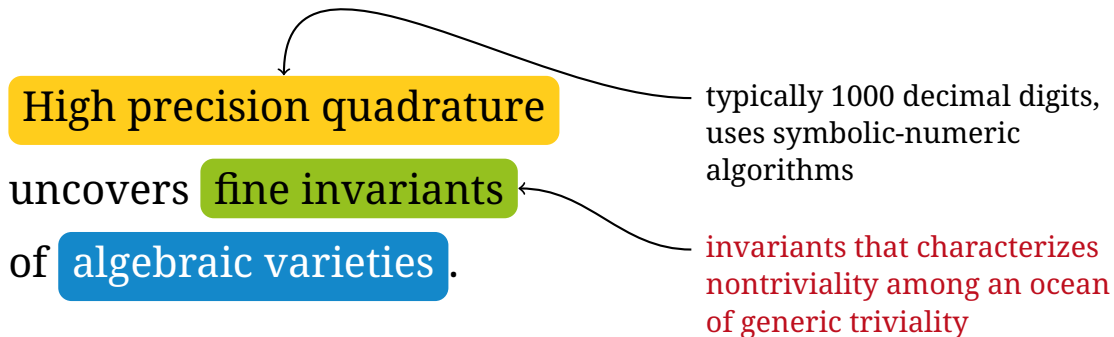 High precision quadrature
uncovers fine invariants
of algebraic varieties .
typically 1000 decimal digits,
uses symbolic-numeric
algorithms
invariants that characterizes
nontriviality among an ocean
of generic triviality